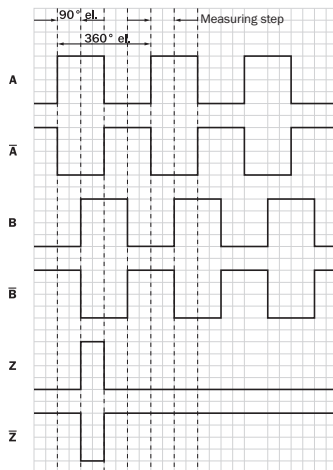 90° el.
Measuring step
360° el.
A
A̅
B
B̅
Z
Z̅